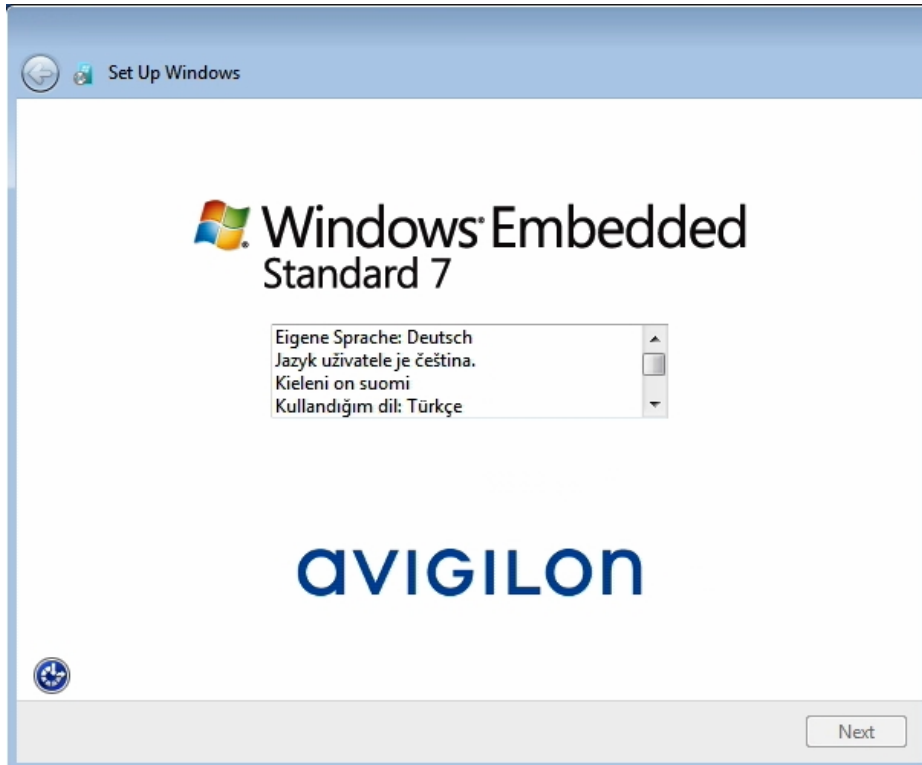 Set Up Windows
Windows® Embedded
Standard 7
Eigene Sprache: Deutsch
Jazyk uživatele je čeština.
Kieleni on suomi
Kullandığım dil: Türkçe
avigilon
Next